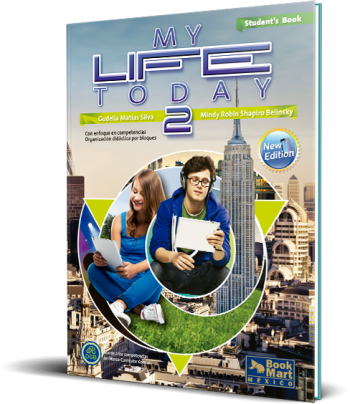 Student's Book
MY
LIFE
TODAY
2
Gudelia Matías Silva
Mindy Robin Shapiro Belinsky
Con enfoque en competencias
Organización didáctica por bloques
New
Edition
Book
Mart
MÉXICO